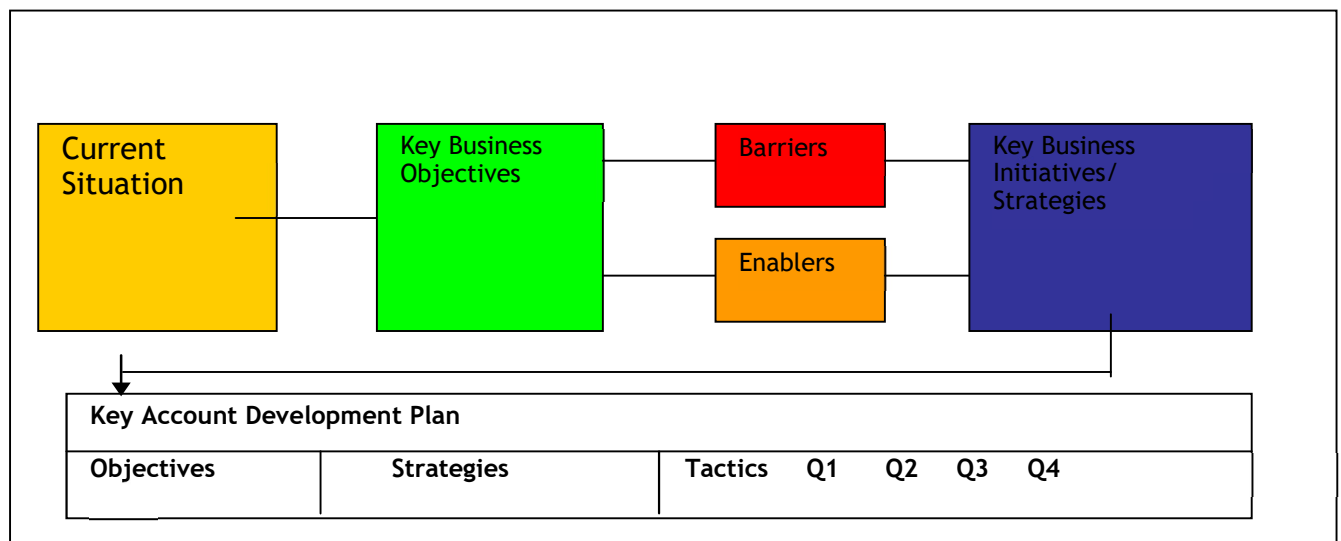 Current
Situation
Key Business
Objectives
Barriers
Enablers
Key Business
Initiatives/
Strategies
Key Account Development Plan
Objectives Strategies Tactics Q1 Q2 Q3 Q4